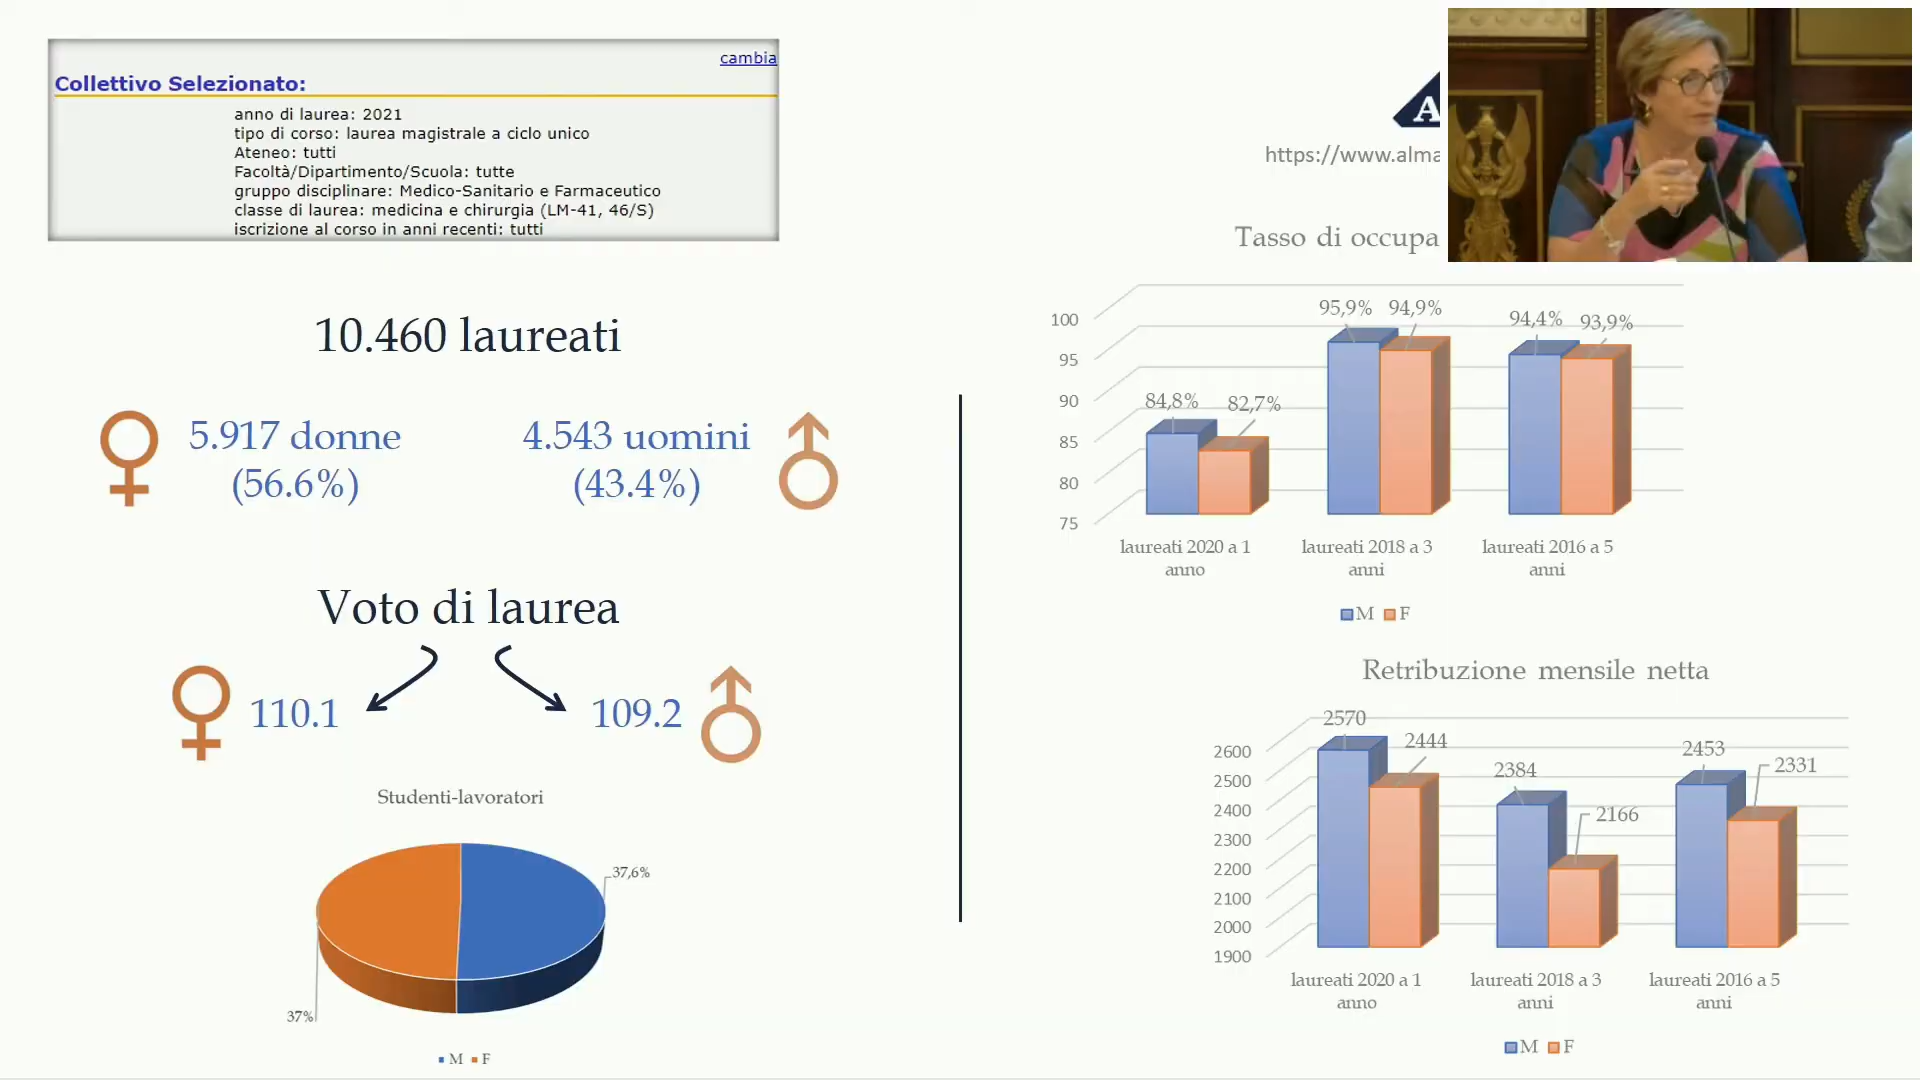 cambia
Collettivo Selezionato:
anno di laurea: 2021
tipo di corso: laurea magistrale a ciclo unico
Ateneo: tutti
Facoltà/Dipartimento/Scuola: tutte
gruppo disciplinare: Medico-Sanitario e Farmaceutico
classe di laurea: medicina e chirurgia (LM-41, 46/S)
iscrizione al corso in anni recenti: tutti
10.460 laureati
5.917 donne
(56.6%)
4.543 uomini
(43.4%)
Voto di laurea
110.1
109.2
Studenti-lavoratori
37,6%
37%
M F
A
https://www.alma
Tasso di occupa
100
95
90
85
80
75
84,8% 82,7%
95,9% 94,9%
94,4% 93,9%
laureati 2020 a 1
anno
laureati 2018 a 3
anni
laureati 2016 a 5
anni
M F
Retribuzione mensile netta
2600
2500
2400
2300
2200
2100
2000
1900
2570
2444
2384
2166
2453
2331
laureati 2020 a 1
anno
laureati 2018 a 3
anni
laureati 2016 a 5
anni
M F